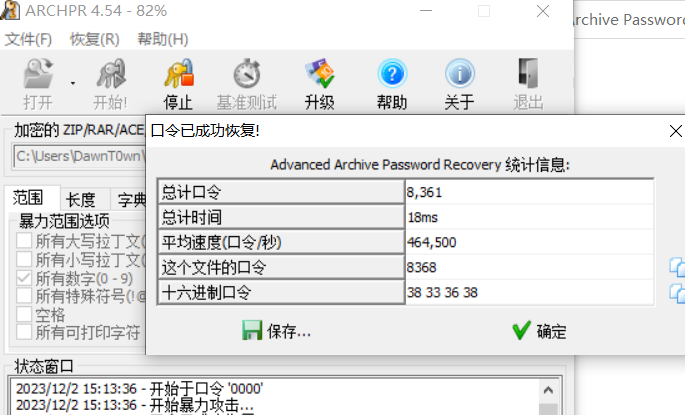 ARCHPR 4.54 - 82%
Archive Password
文件(F) 恢复(R) 帮助(H)
打开 开始! 停止 基准测试 升级 帮助 关于 退出
加密的 ZIP/RAR/ACE/
C:\Users\DawnT0wn\
口令已成功恢复!
Advanced Archive Password Recovery 统计信息:
总计口令 8,361
总计时间 18ms
平均速度(口令/秒) 464,500
这个文件的口令 8368
十六进制口令 38 33 36 38
保存... 确定
范围 长度 字典
暴力范围选项
所有大写拉丁文(
所有小写拉丁文(
所有数字(0 - 9)
所有特殊符号(!@
空格
所有可打印字符
状态窗口
2023/12/2 15:13:36 - 开始于口令 '0000'
2023/12/2 15:13:36 - 开始暴力攻击...